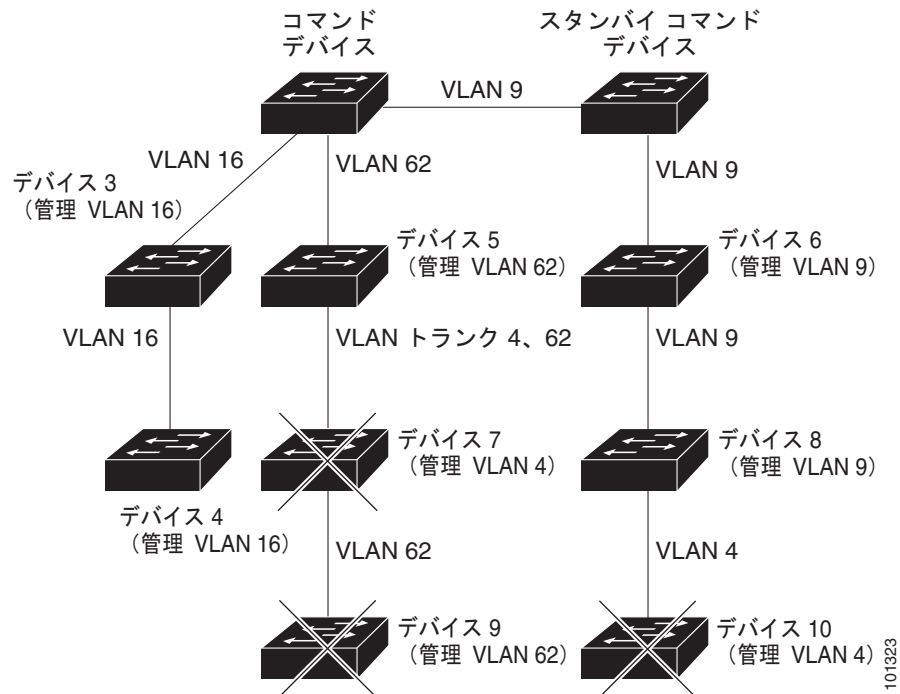 コマンド
デバイス
スタンバイ コマンド
デバイス
VLAN 9
VLAN 16
VLAN 62
VLAN 9
デバイス 3
（管理 VLAN 16）
デバイス 5
（管理 VLAN 62）
デバイス 6
（管理 VLAN 9）
VLAN 16
VLAN トランク 4、62
VLAN 9
デバイス 7
（管理 VLAN 4）
デバイス 8
（管理 VLAN 9）
デバイス 4
（管理 VLAN 16）
VLAN 62
VLAN 4
デバイス 9
（管理 VLAN 62）
デバイス 10
（管理 VLAN 4）
101323